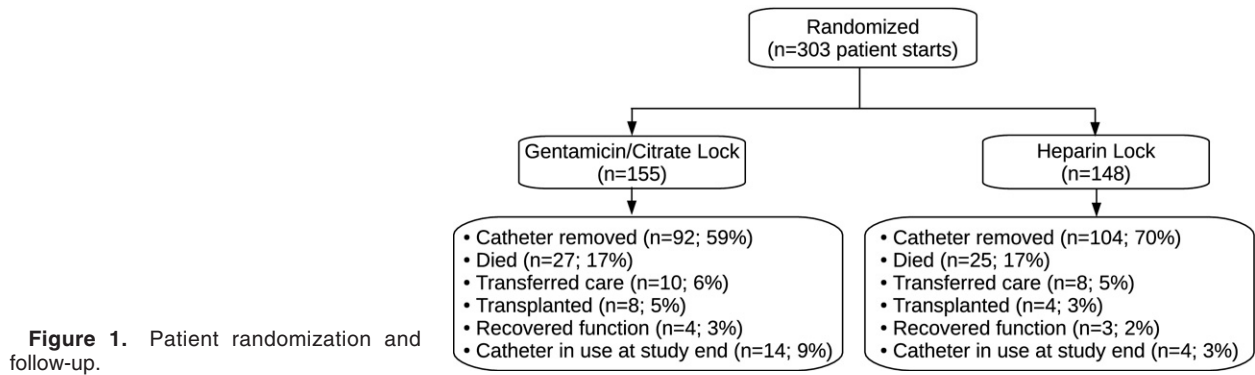 Randomized
(n=303 patient starts)
Gentamicin/Citrate Lock
(n=155)
Heparin Lock
(n=148)
• Catheter removed (n=92; 59%)
• Died (n=27; 17%)
• Transferred care (n=10; 6%)
• Transplanted (n=8; 5%)
• Recovered function (n=4; 3%)
• Catheter in use at study end (n=14; 9%)
• Catheter removed (n=104; 70%)
• Died (n=25; 17%)
• Transferred care (n=8; 5%)
• Transplanted (n=4; 3%)
• Recovered function (n=3; 2%)
• Catheter in use at study end (n=4; 3%)
Figure 1. Patient randomization and
follow-up.